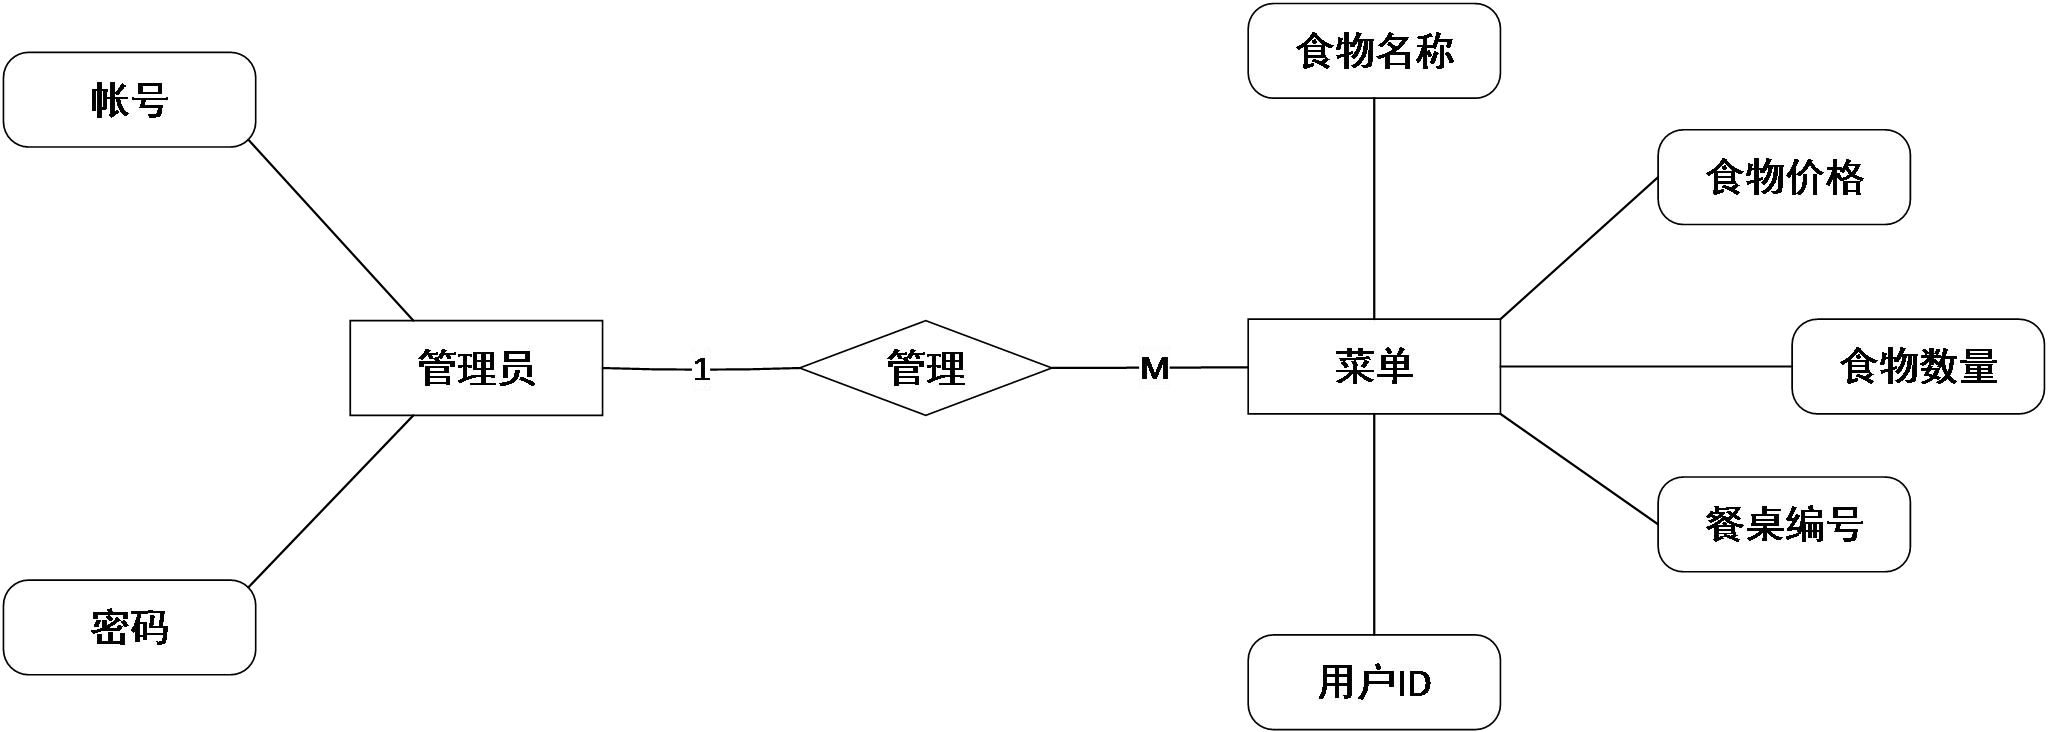 食物名称
帐号
食物价格
管理员
1
管理
M
菜单
食物数量
餐桌编号
密码
用户ID